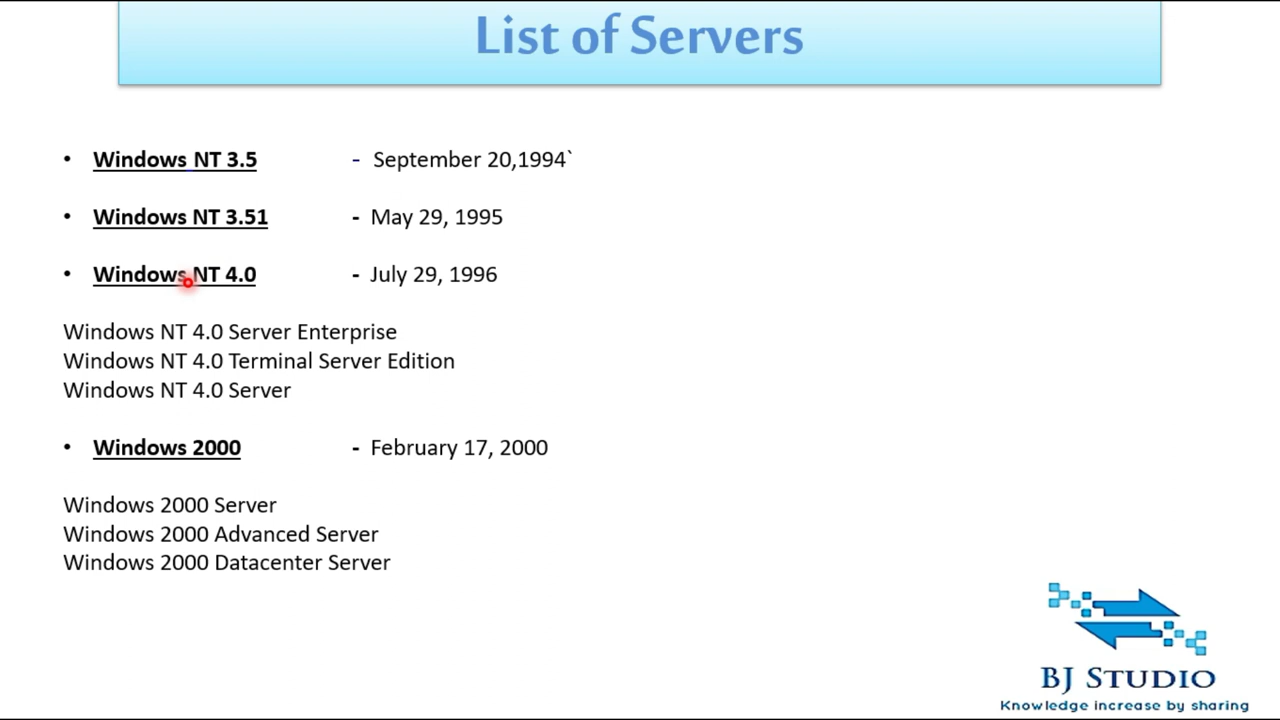 List of Servers
• Windows NT 3.5 - September 20,1994`
• Windows NT 3.51 - May 29, 1995
• Windows NT 4.0 - July 29, 1996
Windows NT 4.0 Server Enterprise
Windows NT 4.0 Terminal Server Edition
Windows NT 4.0 Server
• Windows 2000 - February 17, 2000
Windows 2000 Server
Windows 2000 Advanced Server
Windows 2000 Datacenter Server
BJ STUDIO
Knowledge increase by sharing